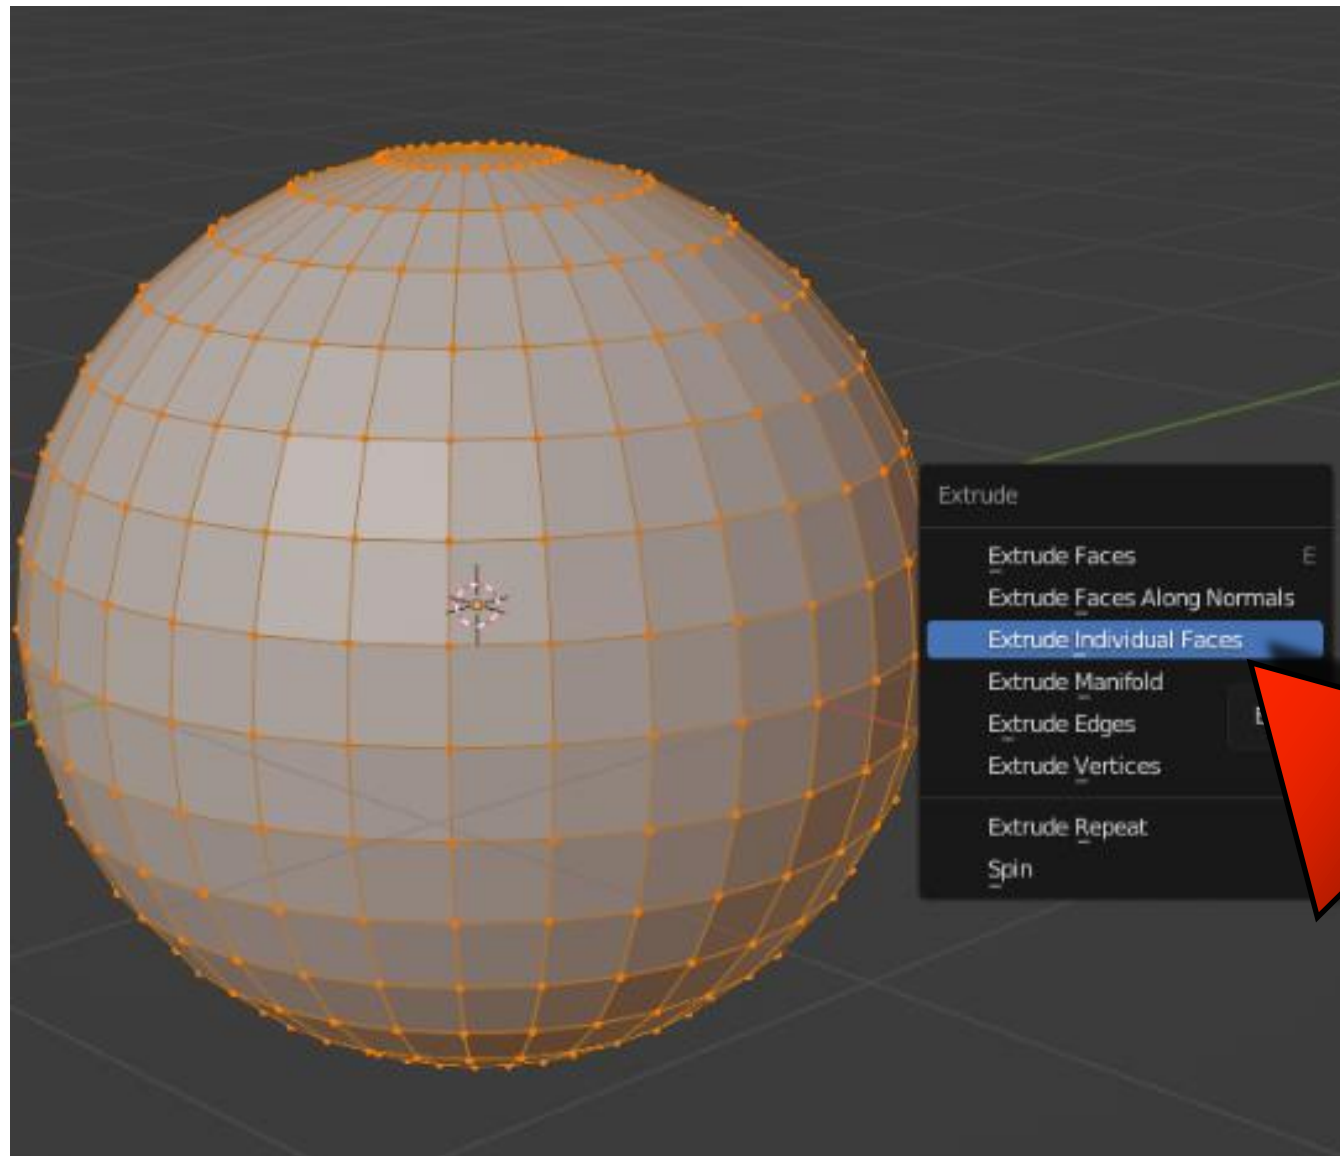 Extrude
Extrude Faces E
Extrude Faces Along Normals
Extrude Individual Faces
Extrude Manifold
Extrude Edges
Extrude Vertices
Extrude Repeat
Spin